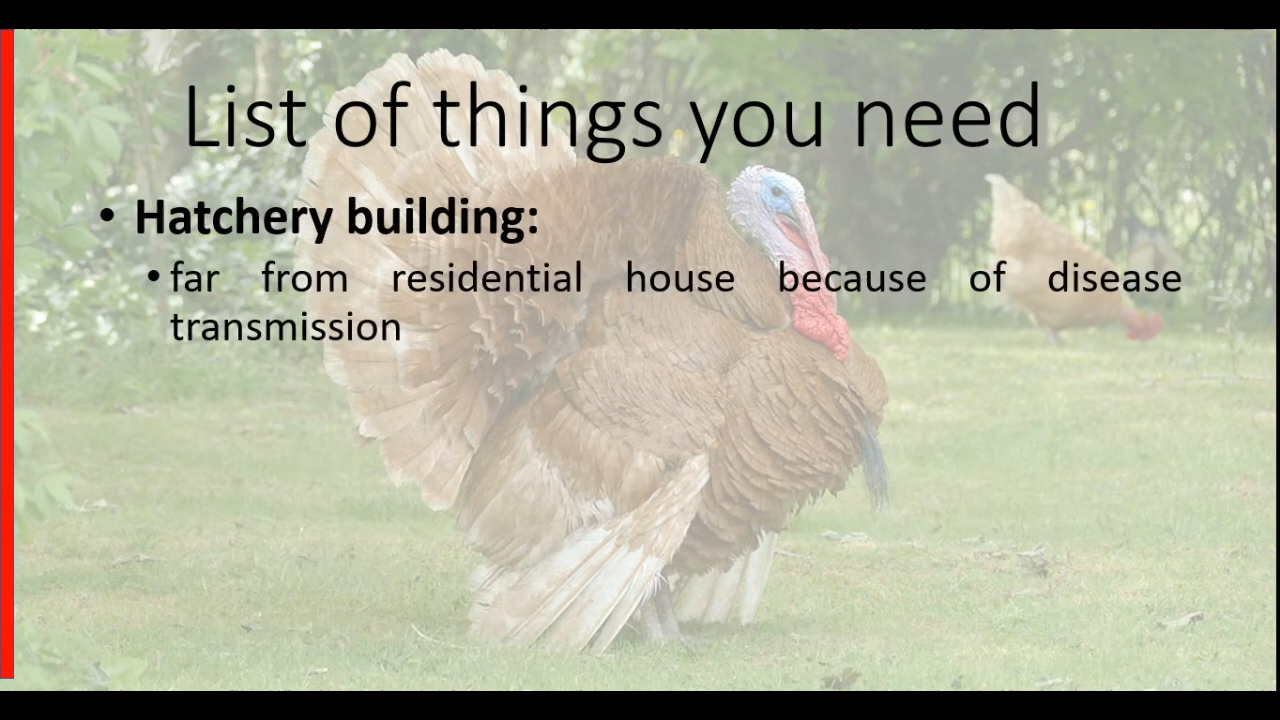 List of things you need
• Hatchery building:
• far from residential house because of disease
transmission